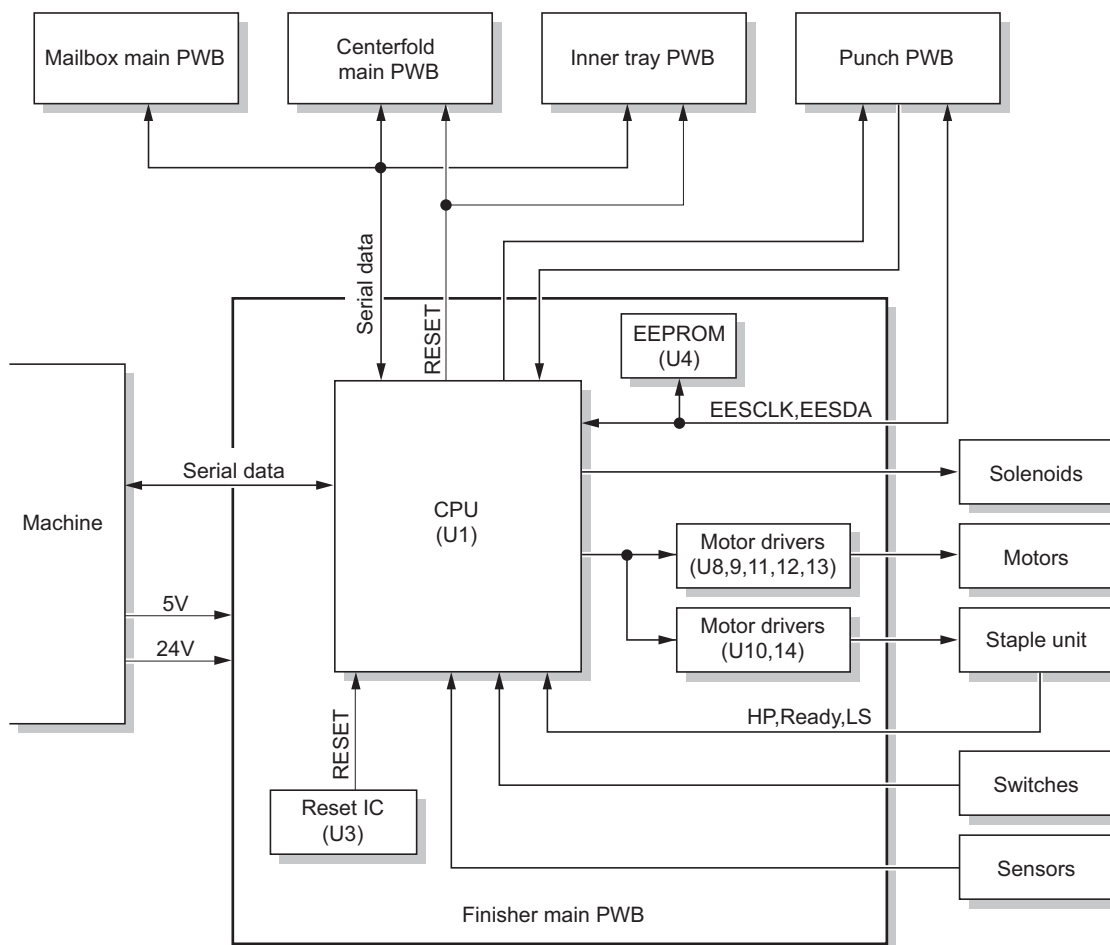 Mailbox main PWB
Centerfold
main PWB
Inner tray PWB
Punch PWB
Serial data
RESET
EEPROM
(U4)
EESCLK,EESDA
Machine
Serial data
5V
24V
CPU
(U1)
Solenoids
Motor drivers
(U8,9,11,12,13)
Motors
Motor drivers
(U10,14)
Staple unit
HP,Ready,LS
RESET
Reset IC
(U3)
Switches
Sensors
Finisher main PWB